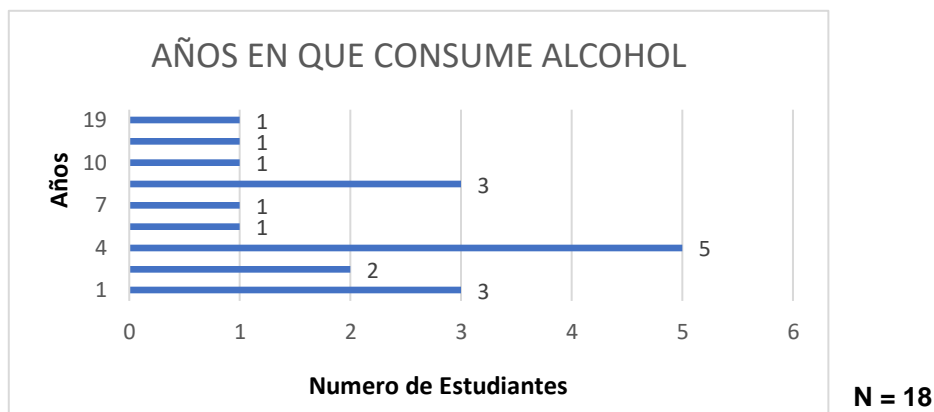 AÑOS EN QUE CONSUME ALCOHOL
19
1
1
10
1
3
7
1
1
4
5
2
1
3
Años
0 1 2 3 4 5 6
Numero de Estudiantes
N = 18